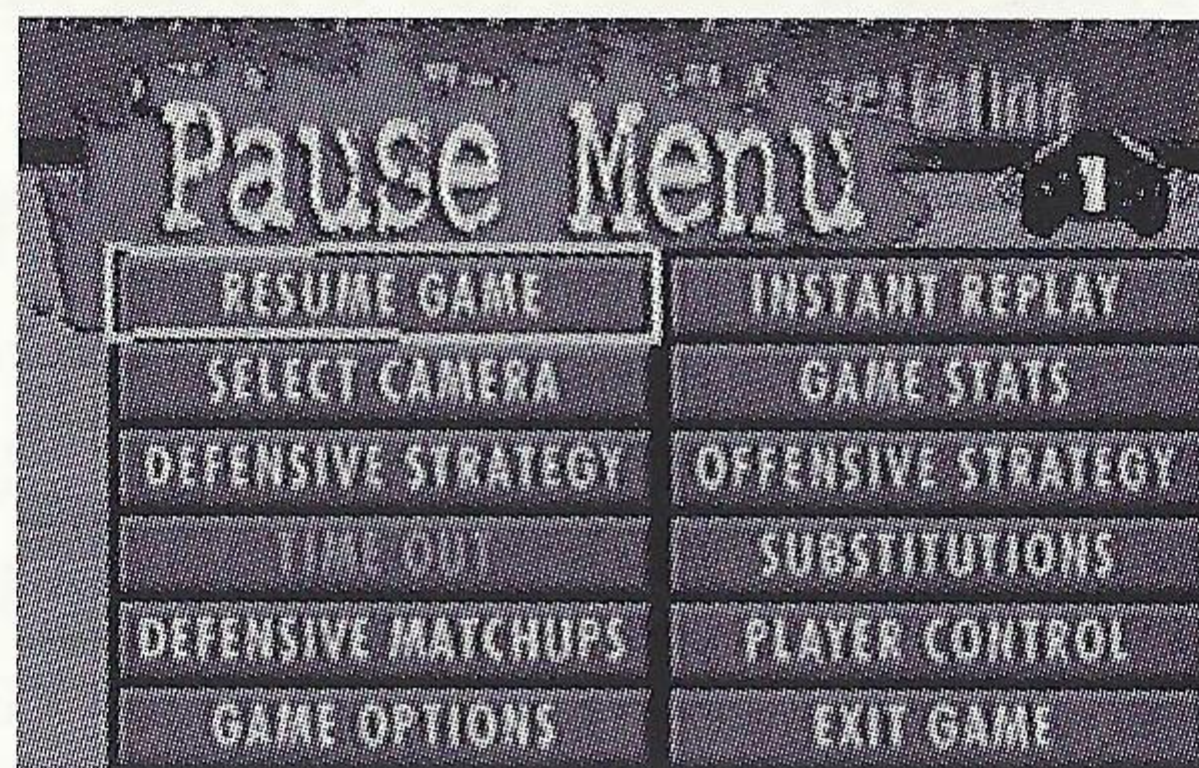 Pause Menu
1
RESUME GAME INSTANT REPLAY
SELECT CAMERA GAME STATS
DEFENSIVE STRATEGY OFFENSIVE STRATEGY
TIME OUT SUBSTITUTIONS
DEFENSIVE MATCHUPS PLAYER CONTROL
GAME OPTIONS EXIT GAME